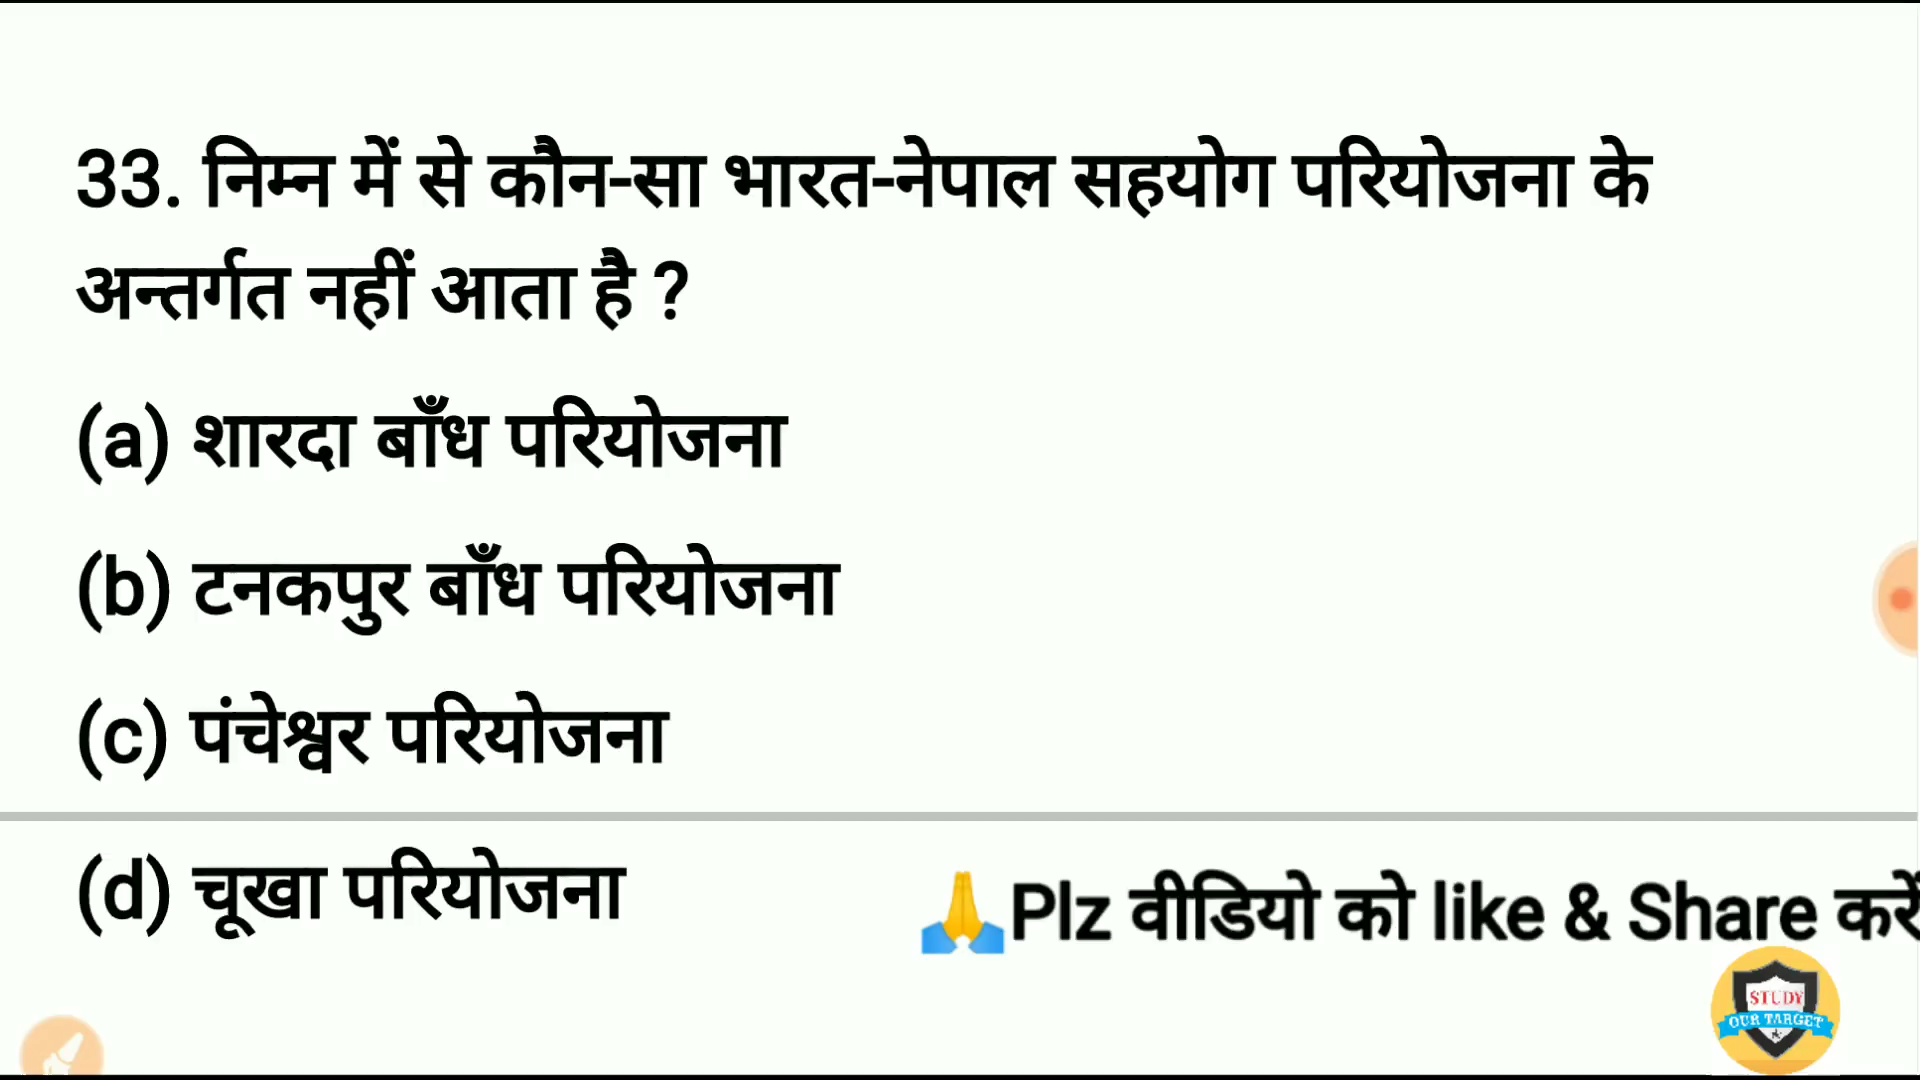 33. निम्न में से कौन-सा भारत-नेपाल सहयोग परियोजना के
अन्तर्गत नहीं आता है ?
(a) शारदा बाँध परियोजना
(b) टनकपुर बाँध परियोजना
(c) पंचेश्वर परियोजना
(d) चूखा परियोजना
🙏Plz वीडियो को like & Share करें
STUDY
OUR TARGET